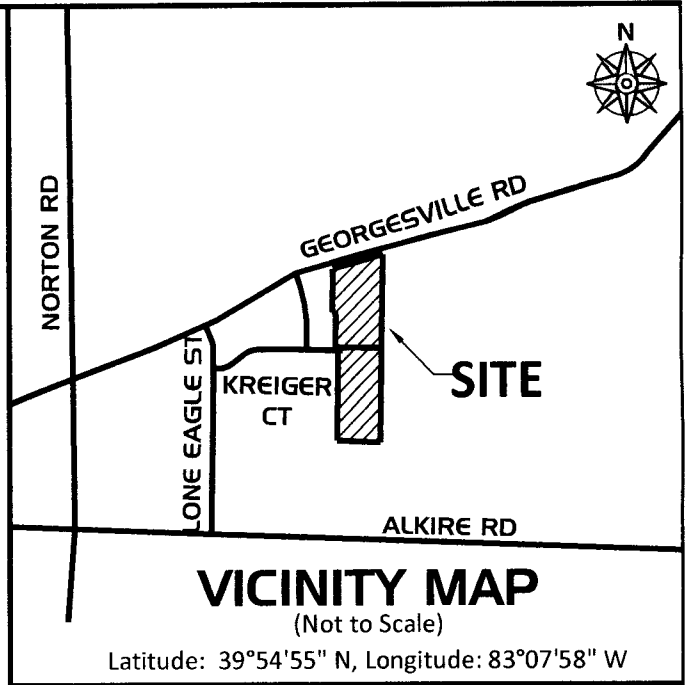 N
NORTON RD
GEORGESVILLE RD
LONE EAGLE ST
KREIGER
CT
SITE
ALKIRE RD
VICINITY MAP
(Not to Scale)
Latitude: 39°54'55" N, Longitude: 83°07'58" W